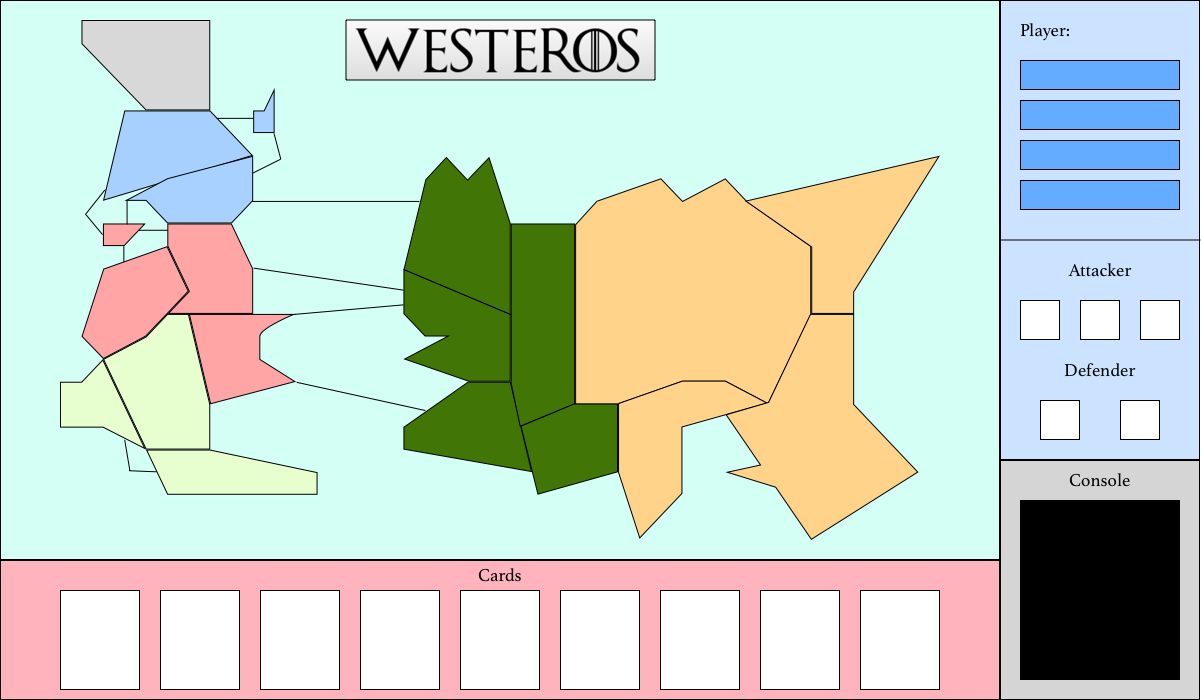 WESTEROS
Player:
Attacker
Defender
Console
Cards